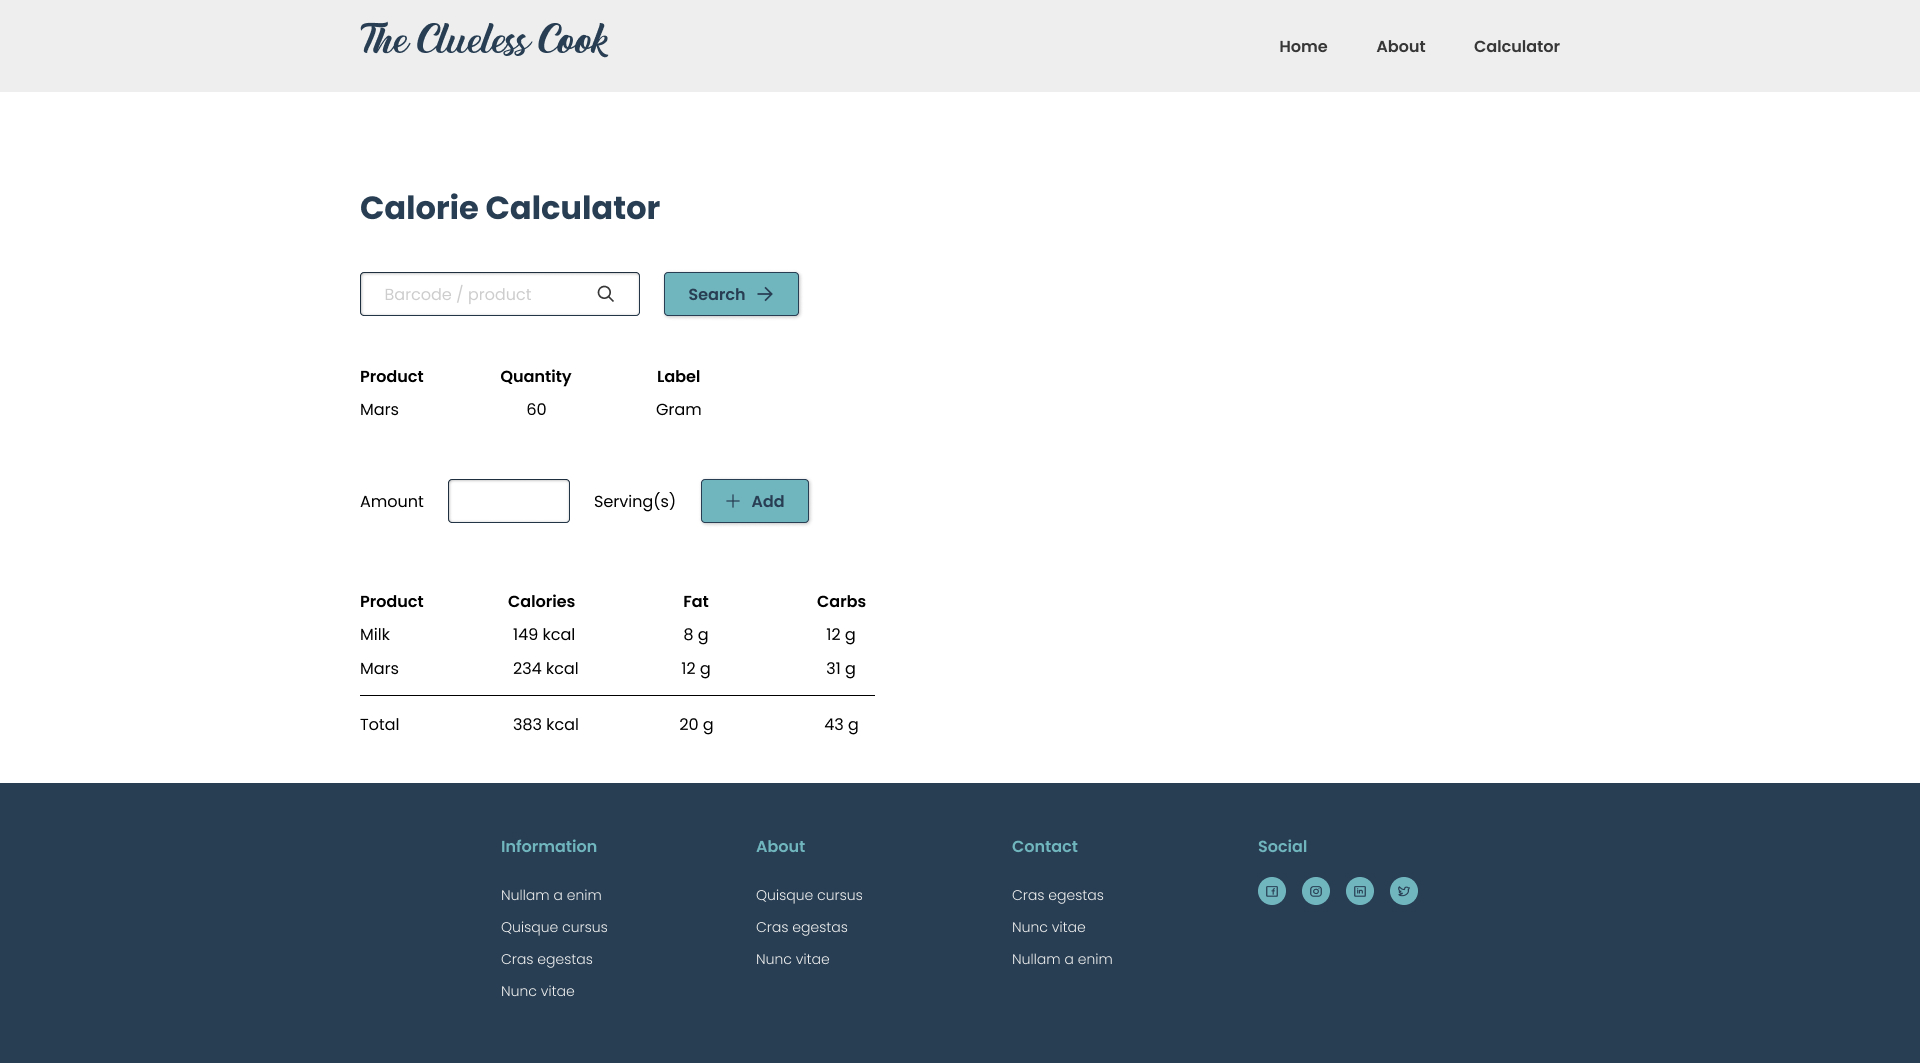 The Clueless Cook
Home About Calculator
Calorie Calculator
Barcode / product
Search
Product Quantity Label
Mars 60 Gram
Amount Serving(s) Add
Product Calories Fat Carbs
Milk 149 kcal 8 g 12 g
Mars 234 kcal 12 g 31 g
Total 383 kcal 20 g 43 g
Information
Nullam a enim
Quisque cursus
Cras egestas
Nunc vitae
About
Quisque cursus
Cras egestas
Nunc vitae
Contact
Cras egestas
Nunc vitae
Nullam a enim
Social